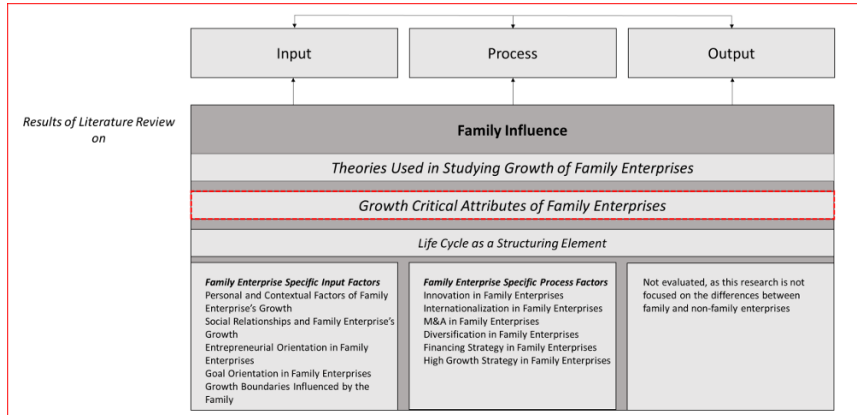 Input
Process
Output
Results of Literature Review
on
Family Influence
Theories Used in Studying Growth of Family Enterprises
Growth Critical Attributes of Family Enterprises
Life Cycle as a Structuring Element
Family Enterprise Specific Input Factors
Personal and Contextual Factors of Family
Enterprise's Growth
Social Relationships and Family Enterprise's
Growth
Entrepreneurial Orientation in Family
Enterprises
Goal Orientation in Family Enterprises
Growth Boundaries Influenced by the
Family
Family Enterprise Specific Process Factors
Innovation in Family Enterprises
Internationalization in Family Enterprises
M&A in Family Enterprises
Diversification in Family Enterprises
Financing Strategy in Family Enterprises
High Growth Strategy in Family Enterprises
Not evaluated, as this research is not
focused on the differences between
family and non-family enterprises